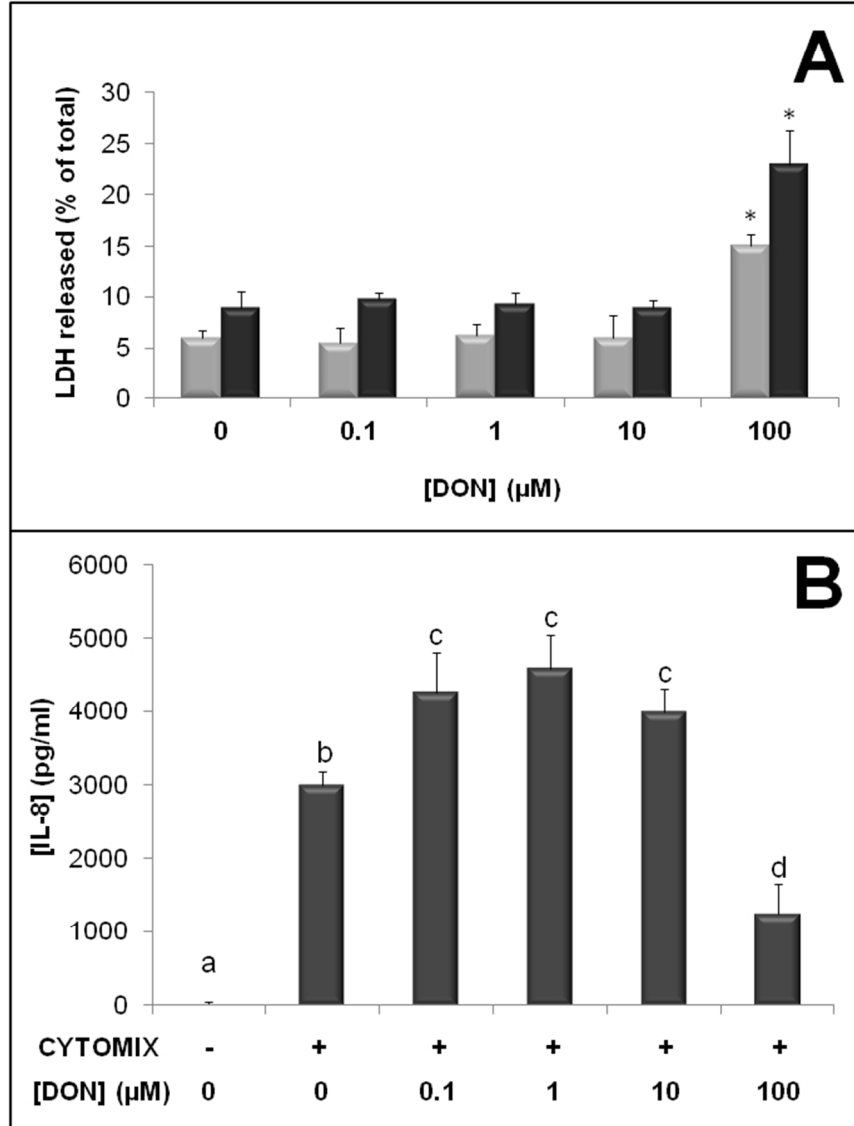 A
LDH released (% of total)
30
25
20
15
10
5
0
*
*
0 0.1 1 10 100
[DON] (µM)
B
[IL-8] (pg/ml)
6000
5000
4000
3000
2000
1000
0
a b c c c d
CYTOMIX - + + + + +
[DON] (µM) 0 0 0.1 1 10 100